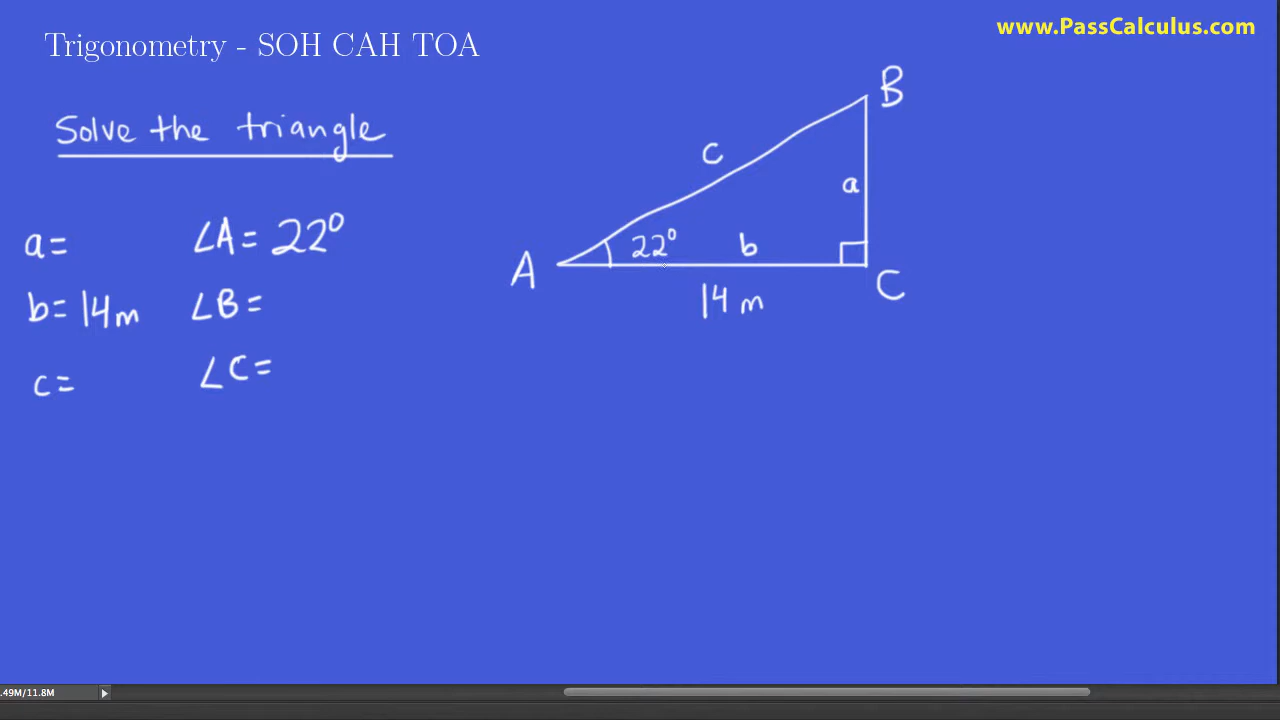 Trigonometry - SOH CAH TOA
www.PassCalculus.com
Solve the triangle
a=
∠A= 22°
b= 14m
∠B=
c=
∠C=
B
c
a
22°
b
A
C
14 m
.49M/11.8M